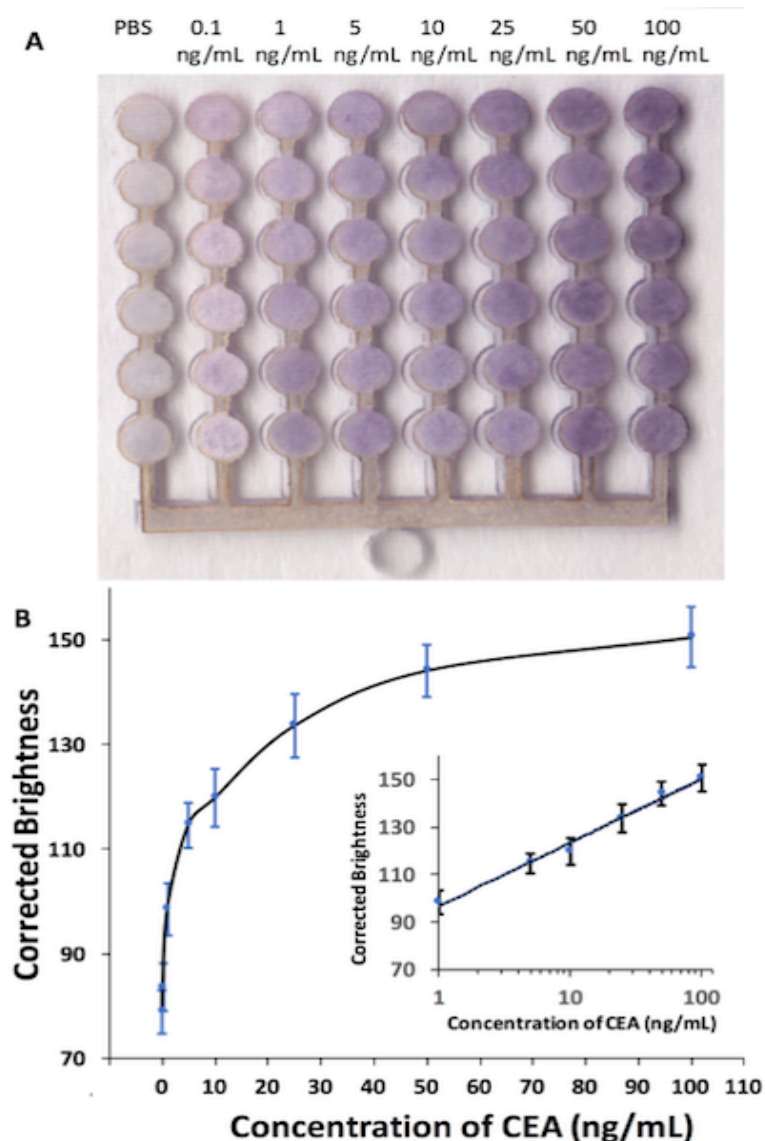 A
PBS 0.1 1 5 10 25 50 100
ng/mL ng/mL ng/mL ng/mL ng/mL ng/mL ng/mL
B
150
130
110
90
70
Corrected Brightness
0 10 20 30 40 50 60 70 80 90 100 110
Concentration of CEA (ng/mL)
150
130
110
90
70
Corrected Brightness
1 10 100
Concentration of CEA (ng/mL)